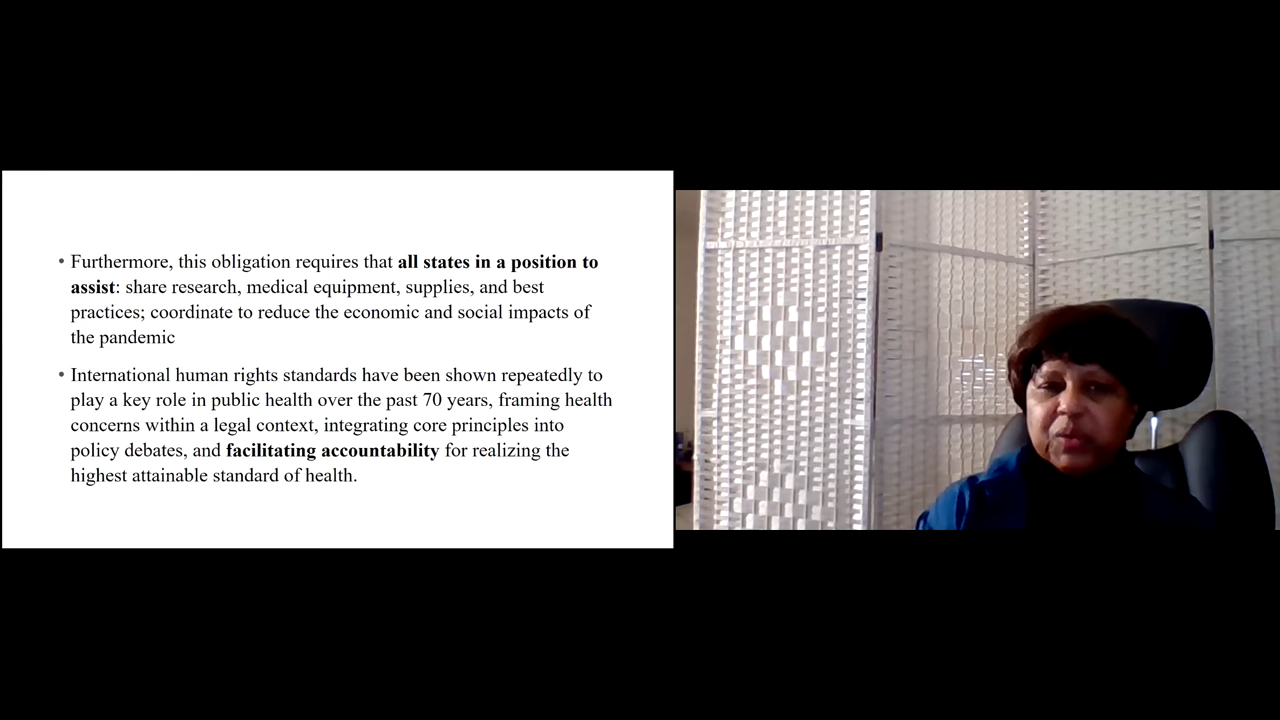 • Furthermore, this obligation requires that all states in a position to
assist: share research, medical equipment, supplies, and best
practices; coordinate to reduce the economic and social impacts of
the pandemic
• International human rights standards have been shown repeatedly to
play a key role in public health over the past 70 years, framing health
concerns within a legal context, integrating core principles into
policy debates, and facilitating accountability for realizing the
highest attainable standard of health.